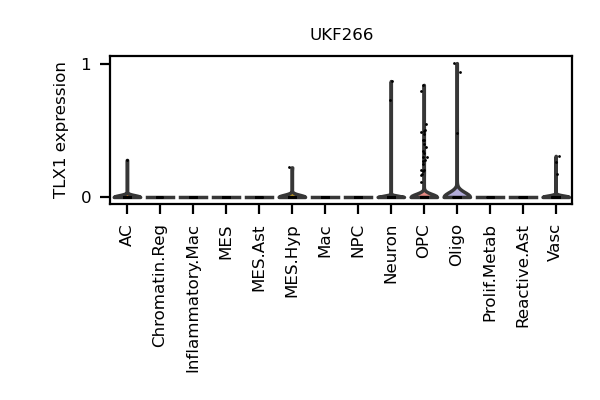 UKF266
TLX1 expression
1
0
AC
Chromatin.Reg
Inflammatory.Mac
MES
MES.Ast
MES.Hyp
Mac
NPC
Neuron
OPC
Oligo
Prolif.Metab
Reactive.Ast
Vasc